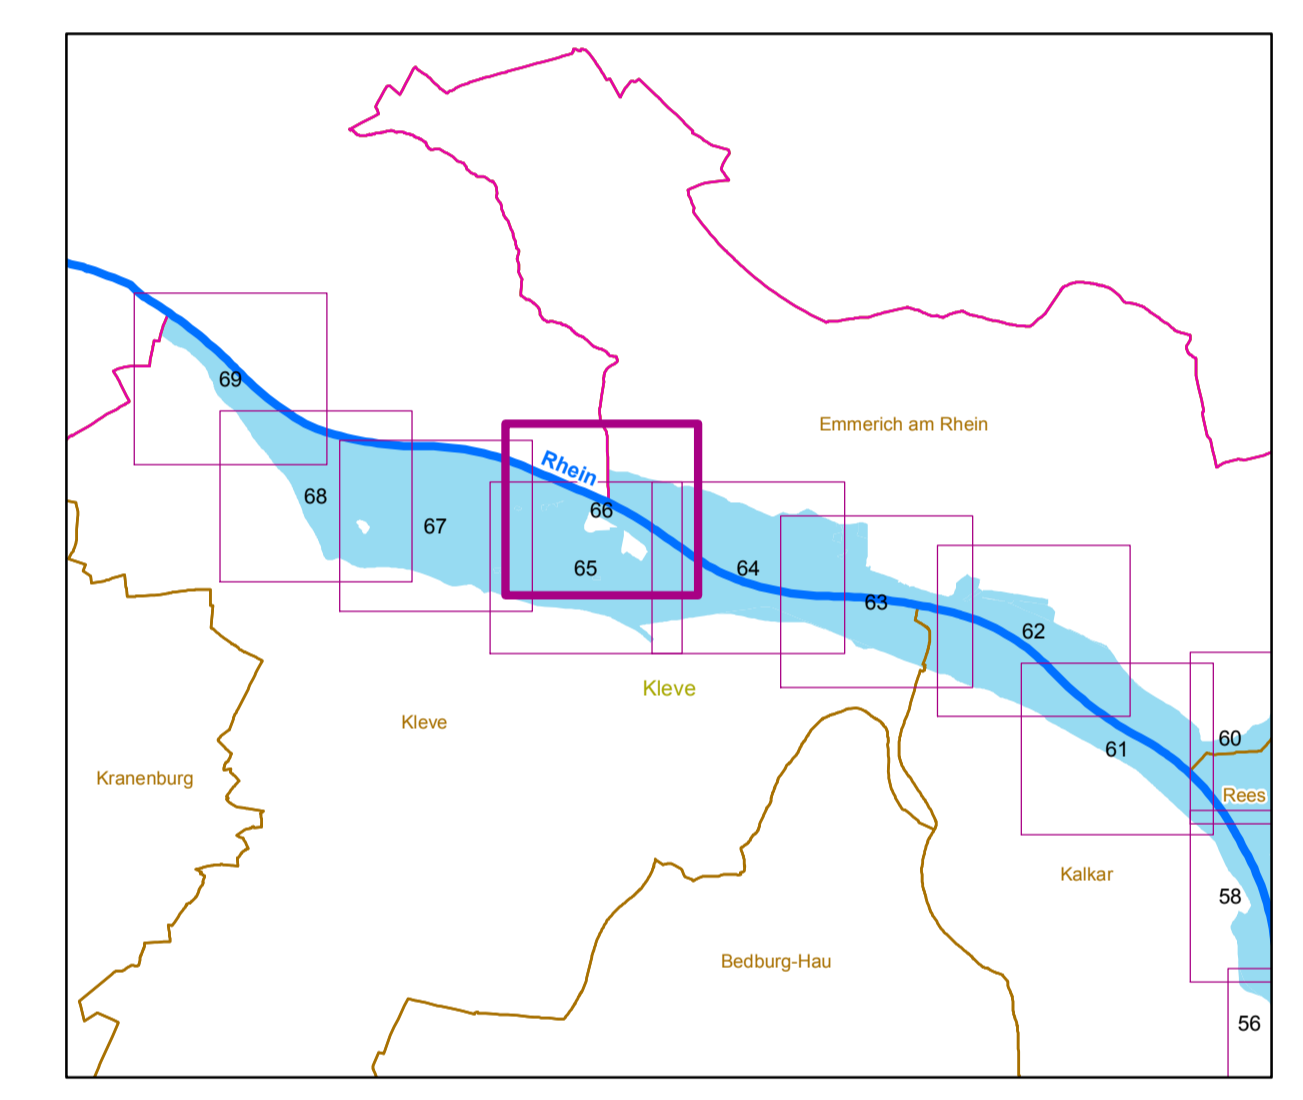 69
Emmerich am Rhein
Rhein
68
66
67
65
64
63
62
Kleve
Kleve
60
61
Kranenburg
Rees
Kalkar
58
Bedburg-Hau
56